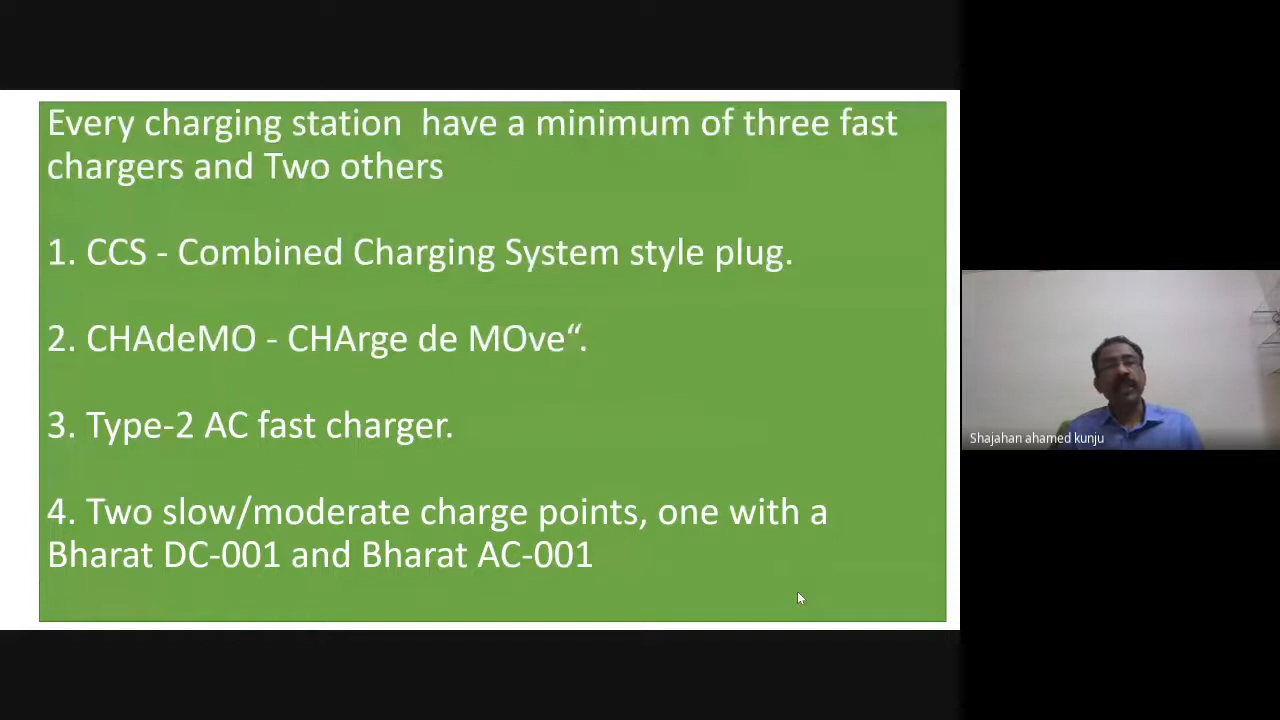 Every charging station  have a minimum of three fast
chargers and Two others
1. CCS - Combined Charging System style plug.
2. CHAdeMO - CHArge de MOve“.
3. Type-2 AC fast charger.
4. Two slow/moderate charge points, one with a
Bharat DC-001 and Bharat AC-001
Shajahan ahamed kunju